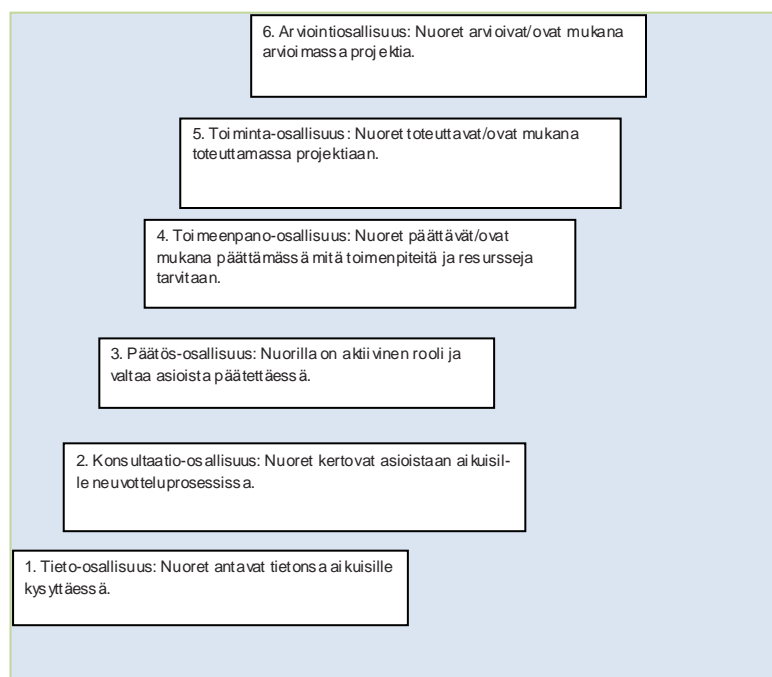 6. Arviointiosallisuus: Nuoret arvioivat/ovat mukana
arvioimassa projektia.
5. Toiminta-osallisuus: Nuoret toteuttavat/ovat mukana
toteuttamassa projektiaan.
4. Toimeenpano-osallisuus: Nuoret päättävät/ovat
mukana päättämässä mitä toimenpiteitä ja resursseja
tarvitaan.
3. Päätös-osallisuus: Nuorilla on aktiivinen rooli ja
valtaa asioista päätettäessä.
2. Konsultaatio-osallisuus: Nuoret kertovat asioistaan aikuisil-
le neuvotteluprosessissa.
1. Tieto-osallisuus: Nuoret antavat tietonsa aikuisille
kysyttäessä.